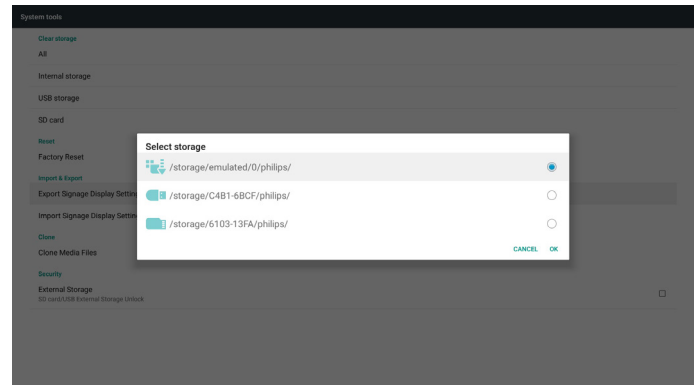 System tools
Clear storage
All
Internal storage
USB storage
SD card
Reset
Factory Reset
Import & Export
Export Signage Display Settin
Import Signage Display Settin
Clone
Clone Media Files
Security
External Storage
SD card/USB External Storage Unlock
Select storage
/storage/emulated/0/philips/
/storage/C4B1-6BCF/philips/
/storage/6103-13FA/philips/
CANCEL OK